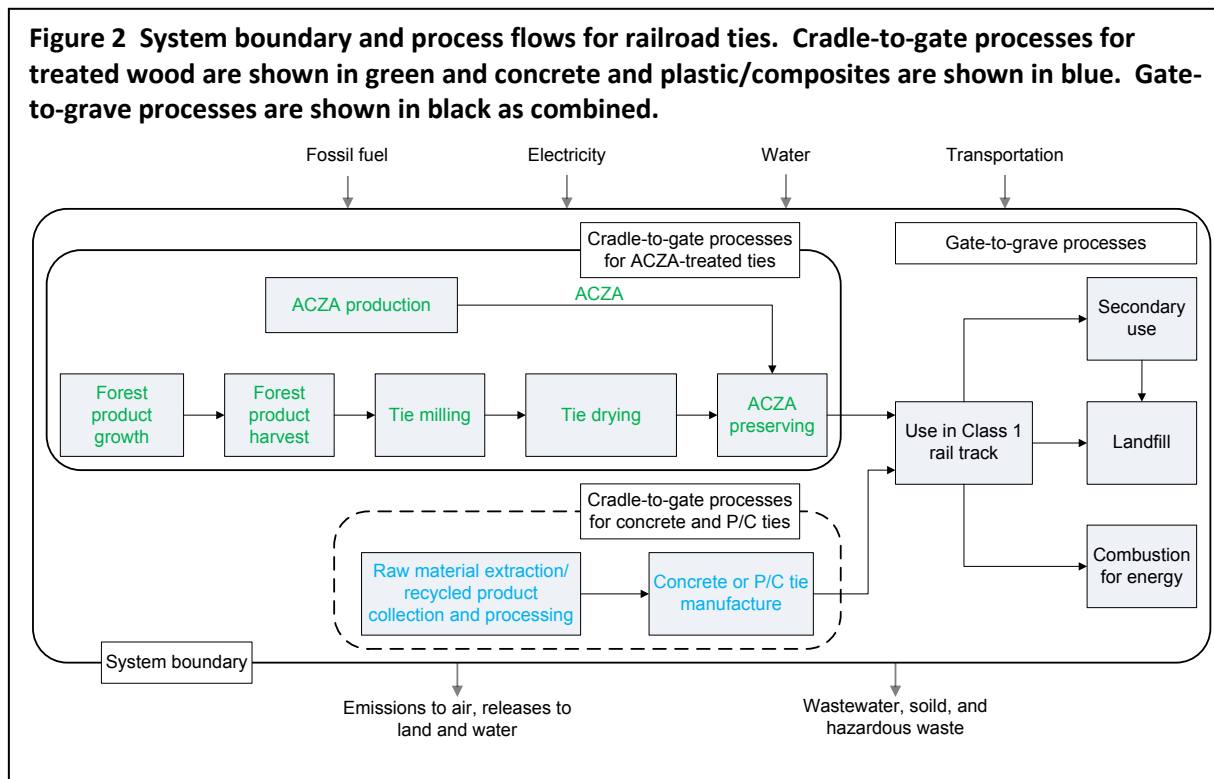 Figure 2  System boundary and process flows for railroad ties.  Cradle-to-gate processes for
treated wood are shown in green and concrete and plastic/composites are shown in blue.  Gate-
to-grave processes are shown in black as combined.
Fossil fuel
Electricity
Water
Transportation
Cradle-to-gate processes
for ACZA-treated ties
Gate-to-grave processes
ACZA production
ACZA
Secondary
use
Forest
product
growth
Forest
product
harvest
Tie milling
Tie drying
ACZA
preserving
Use in Class 1
rail track
Landfill
Cradle-to-gate processes
for concrete and P/C ties
Raw material extraction/
recycled product
collection and processing
Concrete or P/C tie
manufacture
Combustion
for energy
System boundary
Emissions to air, releases to
land and water
Wastewater, soild, and
hazardous waste